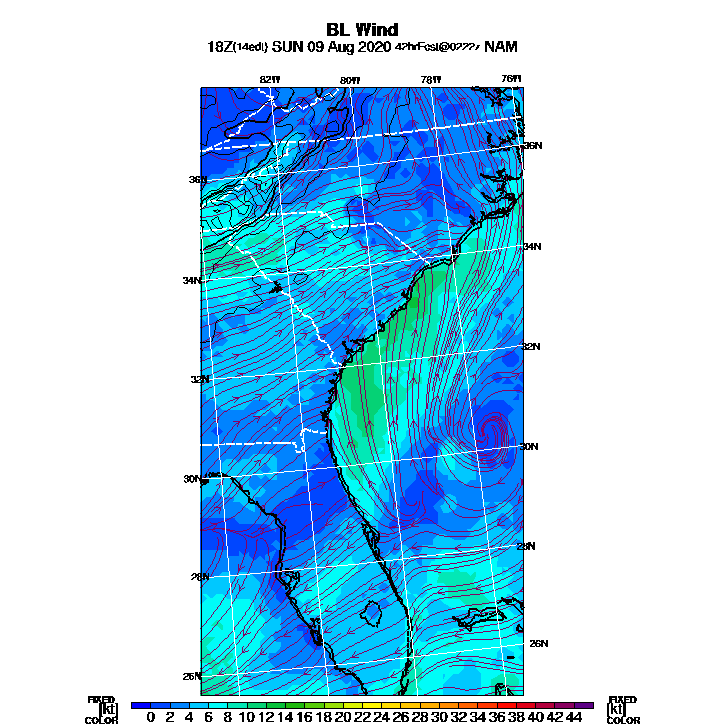 BL Wind
18Z(14edt) SUN 09 Aug 2020 42hrFcst@0222z NAM
82W 80W 78W 76W
36N
36N
34N
34N
32N
32N
30N
30N
28N
28N
26N
26N
FIXED FIXED
[kt] 0 2 4 6 8 10 12 14 16 18 20 22 24 26 28 30 32 34 36 38 40 42 44 [kt]
COLOR COLOR